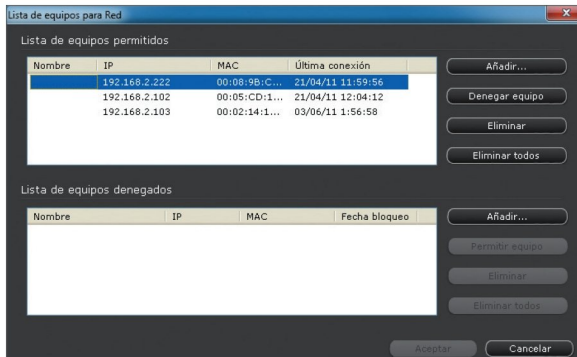 Lista de equipos para Red
Lista de equipos permitidos
Nombre IP MAC Última conexión
192.168.2.222 00:08:9B:C... 21/04/11 11:59:56
192.168.2.102 00:05:CD:1... 21/04/11 12:04:12
192.168.2.103 00:02:14:1... 03/06/11 1:56:58
Añadir...
Denegar equipo
Eliminar
Eliminar todos
Lista de equipos denegados
Nombre IP MAC Fecha bloqueo
Añadir...
Permitir equipo
Eliminar
Eliminar todos
Aceptar Cancelar